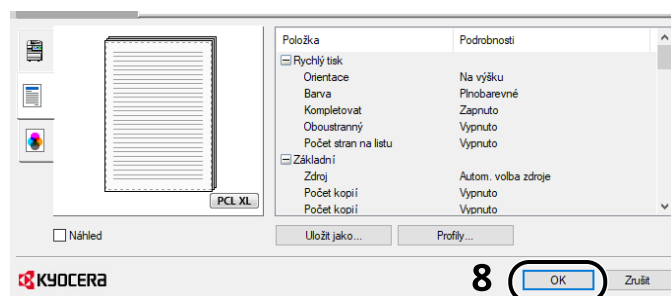 Položka Podrobnosti
Rychlý tisk
Orientace Na výšku
Barva Plnobarevné
Kompletovat Zapnuto
Oboustranný Vypnuto
Počet stran na listu Vypnuto
Základní
Zdroj Autom. volba zdroje
Počet kopií Vypnuto
Počet kopií Vypnuto
PCL XL
Náhled Uložit jako... Profily...
KYOCERA 8 OK Zrušit